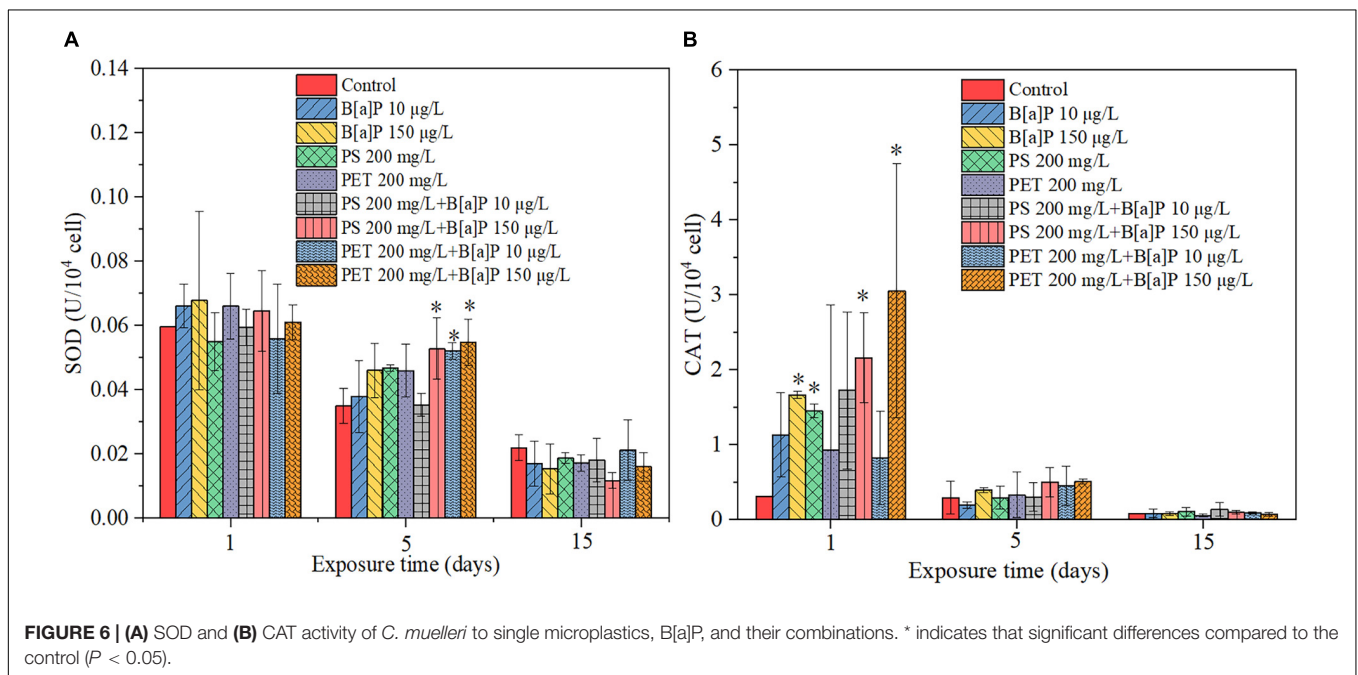 A
0.14
0.12
0.10
0.08
0.06
0.04
0.02
0.00
SOD (U/10⁴ cell)
Control
B[a]P 10 μg/L
B[a]P 150 μg/L
PS 200 mg/L
PET 200 mg/L
PS 200 mg/L+B[a]P 10 μg/L
PS 200 mg/L+B[a]P 150 μg/L
PET 200 mg/L+B[a]P 10 μg/L
PET 200 mg/L+B[a]P 150 μg/L
* * *
1 5 15
Exposure time (days)
B
6
5
4
3
2
1
0
CAT (U/10⁴ cell)
Control
B[a]P 10 μg/L
B[a]P 150 μg/L
PS 200 mg/L
PET 200 mg/L
PS 200 mg/L+B[a]P 10 μg/L
PS 200 mg/L+B[a]P 150 μg/L
PET 200 mg/L+B[a]P 10 μg/L
PET 200 mg/L+B[a]P 150 μg/L
* * * *
1 5 15
Exposure time (days)
FIGURE 6 | (A) SOD and (B) CAT activity of C. muelleri to single microplastics, B[a]P, and their combinations. * indicates that significant differences compared to the
control (P < 0.05).